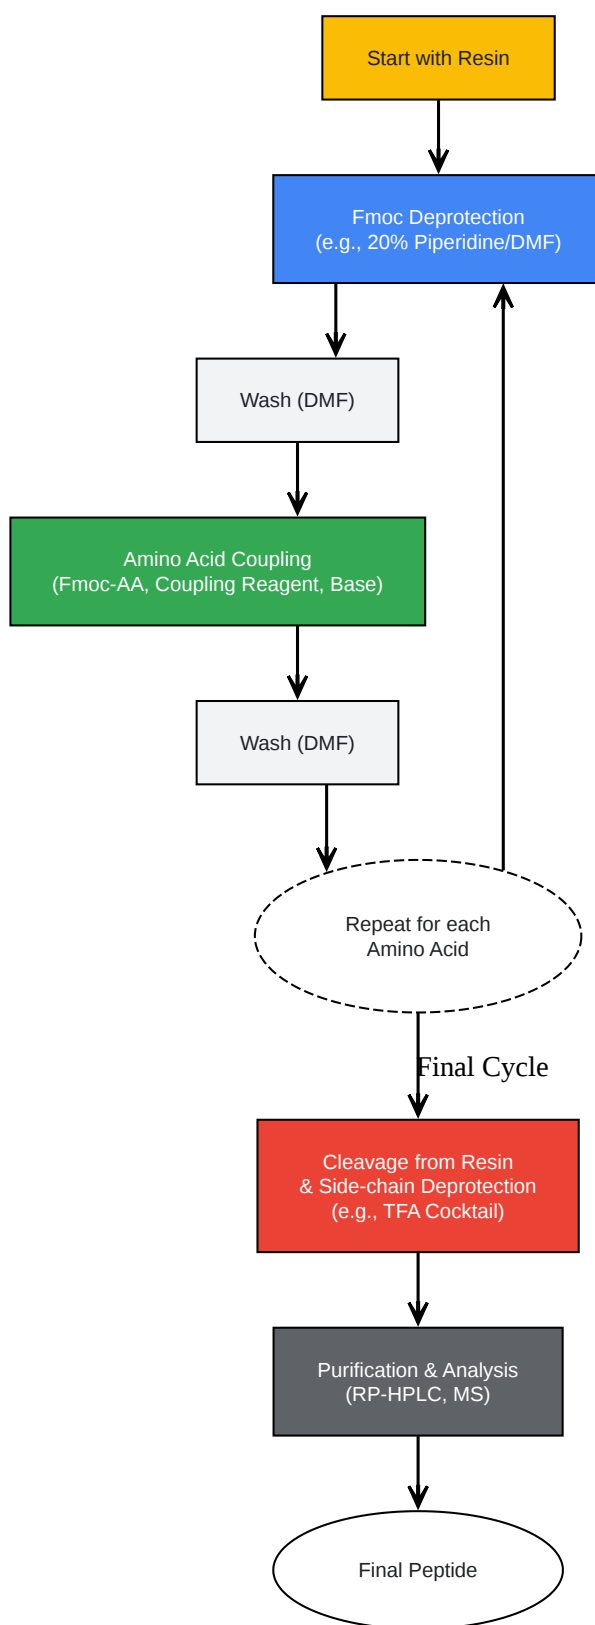 Start with Resin
Fmoc Deprotection
(e.g., 20% Piperidine/DMF)
Wash (DMF)
Amino Acid Coupling
(Fmoc-AA, Coupling Reagent, Base)
Wash (DMF)
Repeat for each
Amino Acid
Final Cycle
Cleavage from Resin
& Side-chain Deprotection
(e.g., TFA Cocktail)
Purification & Analysis
(RP-HPLC, MS)
Final Peptide